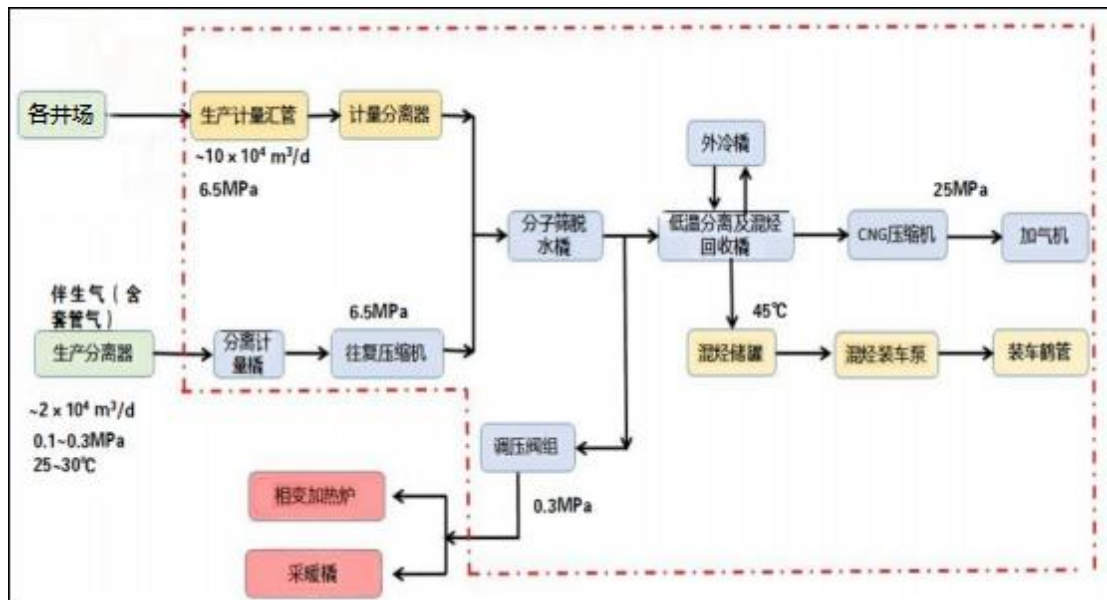 各井场
生产计量汇管
计量分离器
~10 x 10⁴ m³/d
6.5MPa
外冷橇
分子筛脱
水橇
低温分离及混烃
回收橇
25MPa
CNG压缩机
加气机
伴生气（含
套管气）
生产分离器
分离计
量橇
6.5MPa
往复压缩机
45℃
混烃储罐
混烃装车泵
装车鹤管
~2 x 10⁴ m³/d
0.1~0.3MPa
25~30℃
调压阀组
0.3MPa
相变加热炉
采暖橇